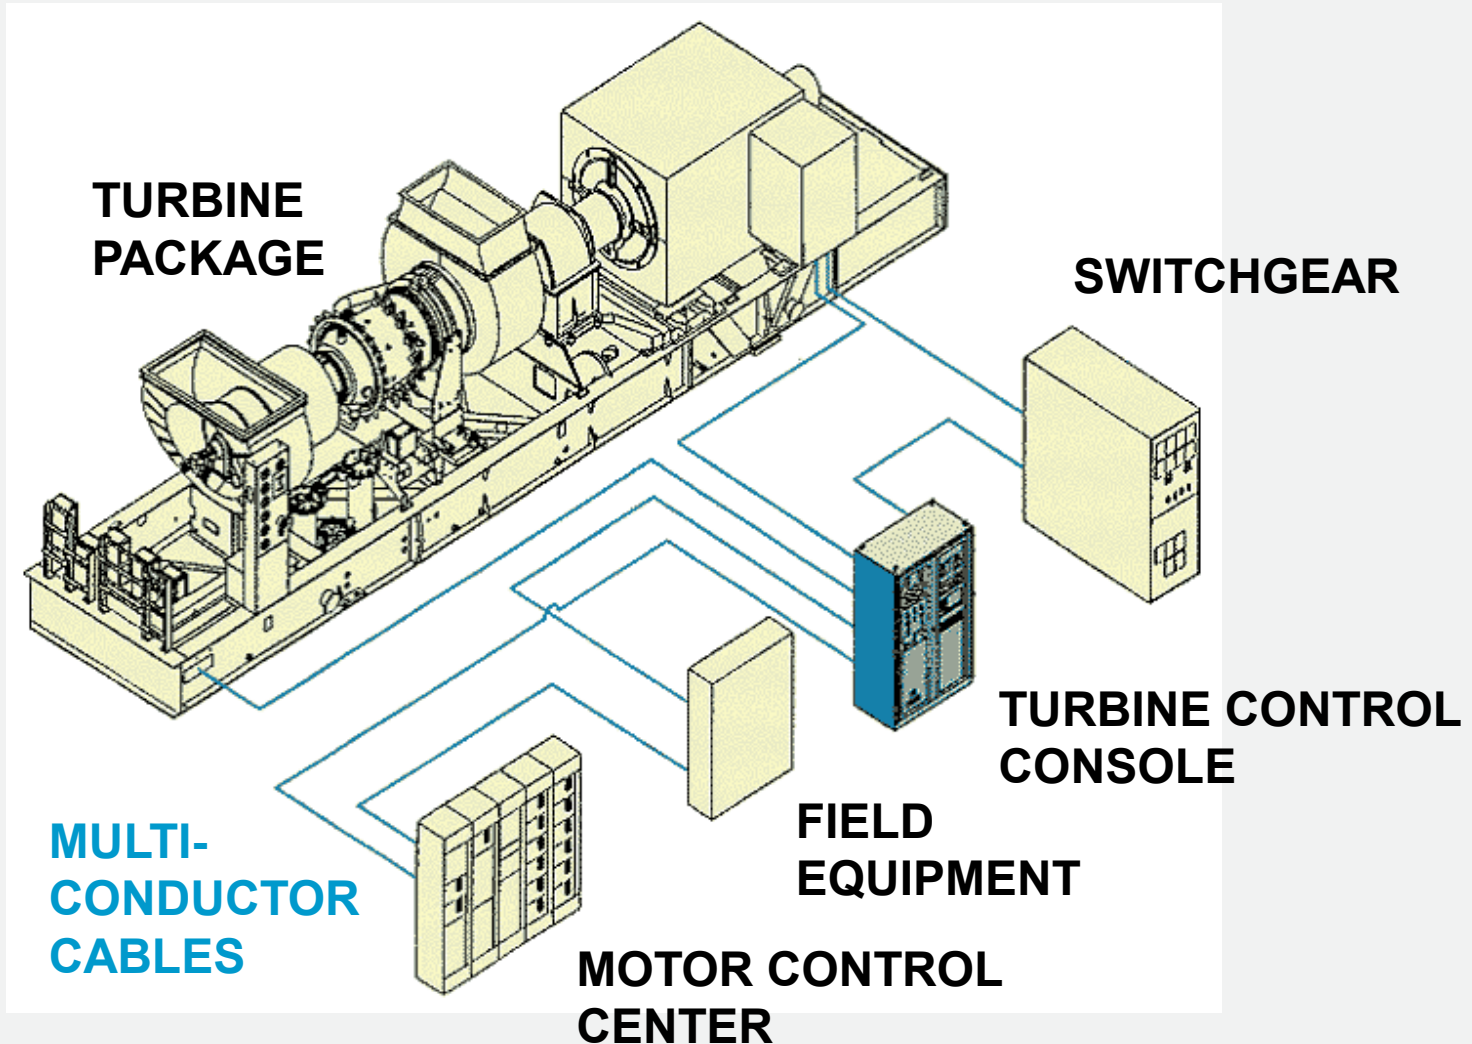 TURBINE
PACKAGE
SWITCHGEAR
TURBINE CONTROL
CONSOLE
FIELD
EQUIPMENT
MULTI-
CONDUCTOR
CABLES
MOTOR CONTROL
CENTER